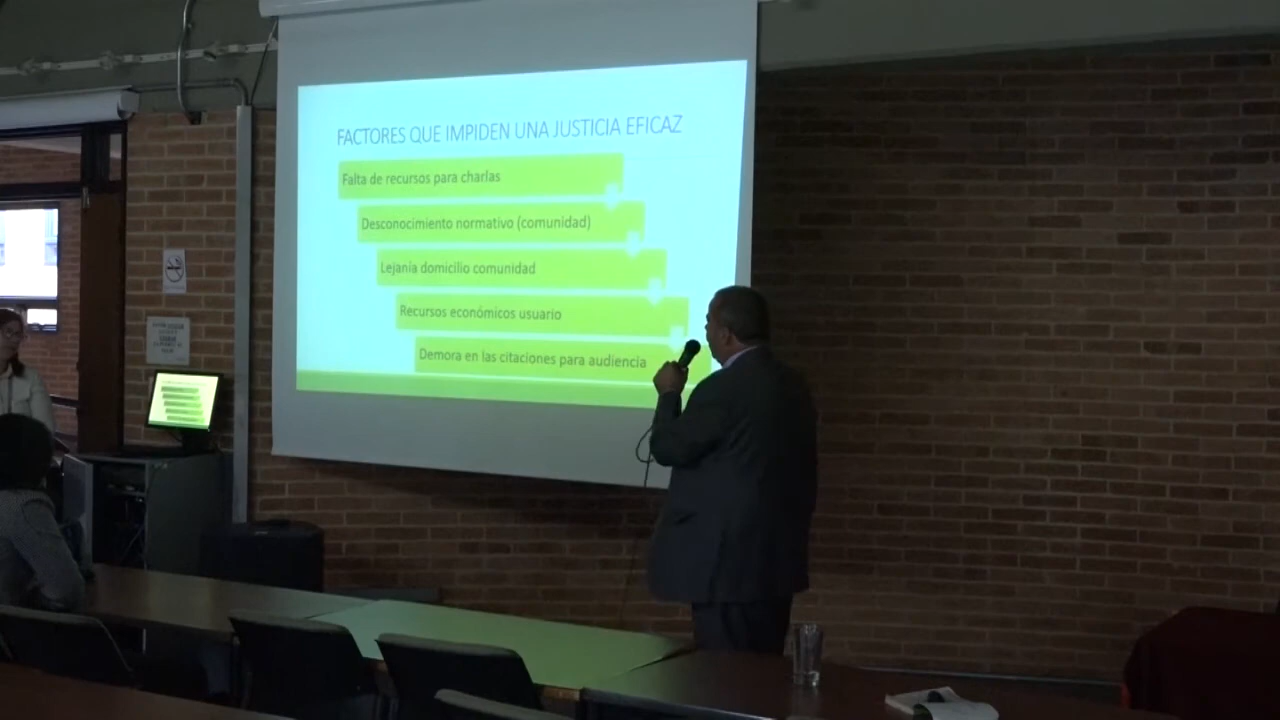 FACTORES QUE IMPIDEN UNA JUSTICIA EFICAZ
Falta de recursos para charlas
Desconocimiento normativo (comunidad)
Lejanía domicilio comunidad
Recursos económicos usuario
Demora en las citaciones para audiencia